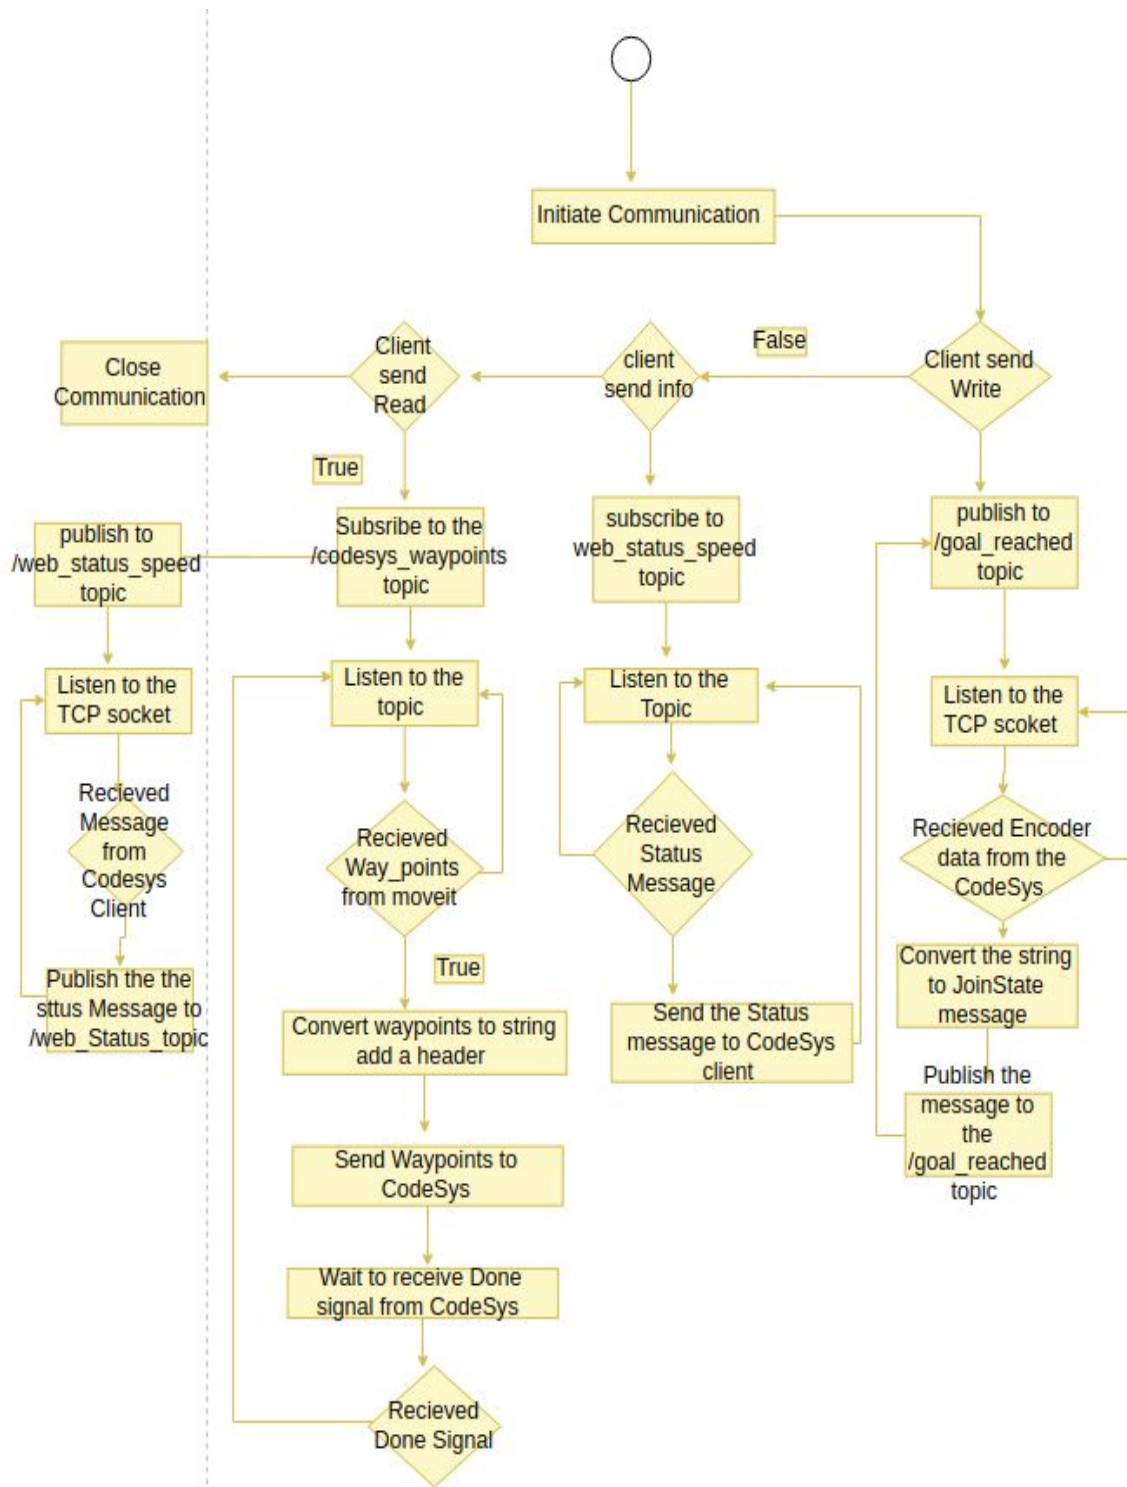 Initiate Communication
False
Client
send
Read
client
send info
Client send
Write
Close
Communication
True
publish to
/web_status_speed
topic
Subsribe to the
/codesys_waypoints
topic
subscribe to
web_status_speed
topic
publish to
/goal_reached
topic
Listen to the
TCP socket
Listen to the
topic
Listen to the
Topic
Listen to the
TCP scoket
Recieved
Message
from
Codesys
Client
Recieved
Way_points
from moveit
Recieved
Status
Message
Recieved Encoder
data from the
CodeSys
True
Publish the the
sttus Message to
/web_Status_topic
Convert waypoints to string
add a header
Send the Status
message to CodeSys
client
Convert the string
to JoinState
message
Publish the
message to
the
/goal_reached
topic
Send Waypoints to
CodeSys
Wait to receive Done
signal from CodeSys
Recieved
Done Signal